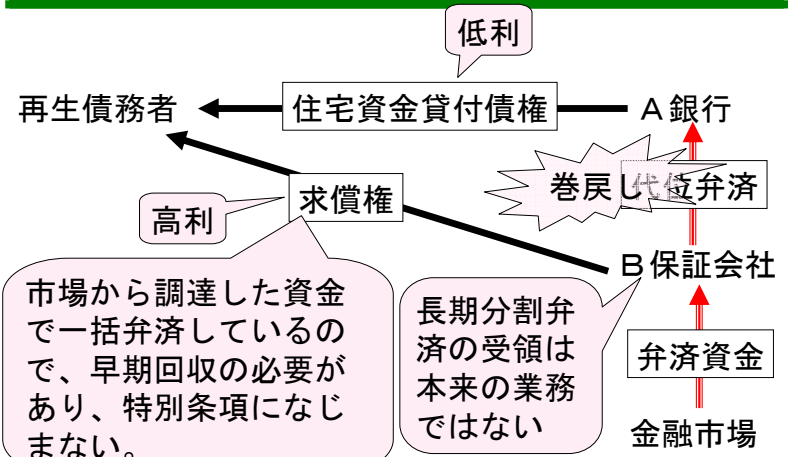 低利
再生債務者
住宅資金貸付債権
A銀行
巻戻し
代位弁済
求償権
高利
B保証会社
市場から調達した資金
で一括弁済しているの
で、早期回収の必要が
あり、特別条項になじ
まない。
長期分割弁
済の受領は
本来の業務
ではない
弁済資金
金融市場